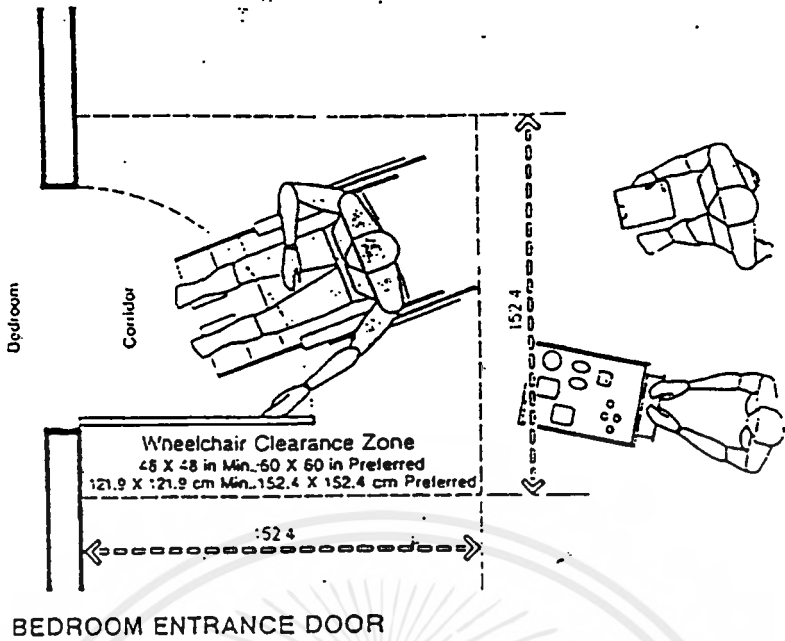 Bedroom
Corridor
152.4
Wheelchair Clearance Zone
48 X 48 in Min., 60 X 60 in Preferred
121.9 X 121.9 cm Min., 152.4 X 152.4 cm Preferred
152.4
BEDROOM ENTRANCE DOOR